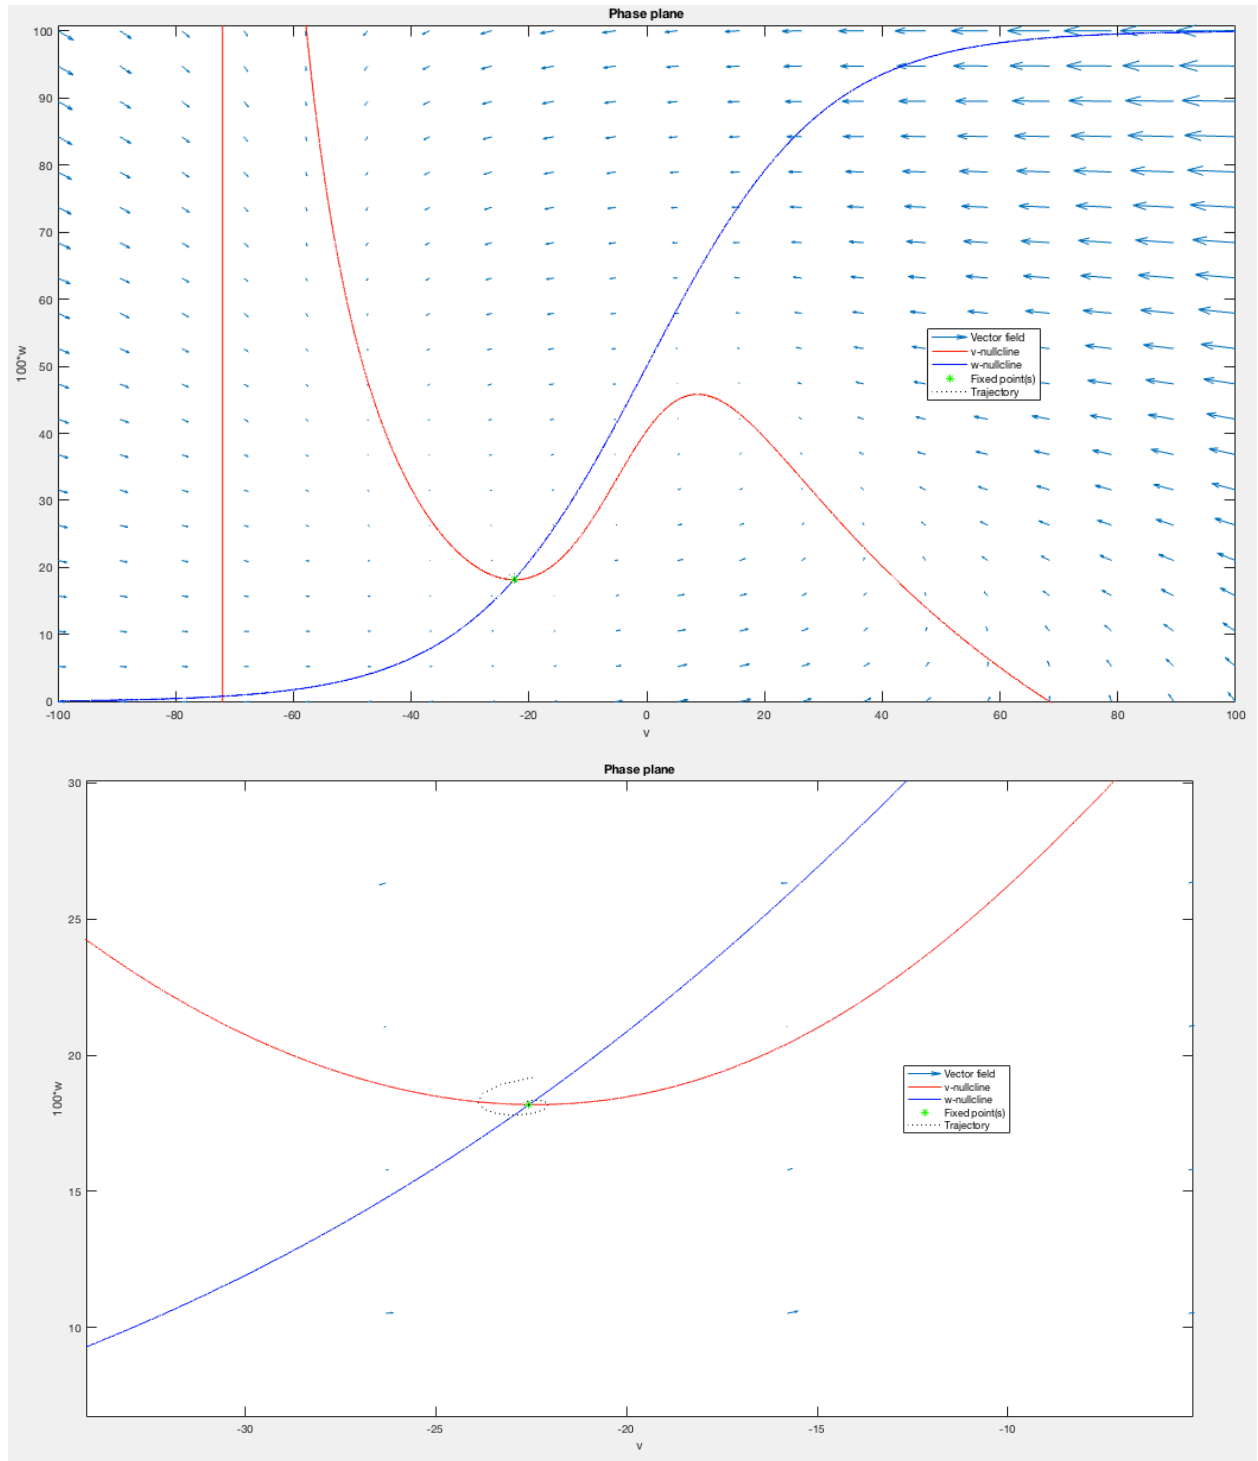 Phase plane
100
90
80
70
60
50
40
30
20
10
0
100*w
-100 -80 -60 -40 -20 0 20 40 60 80 100
v
Vector field
v-nullcline
w-nullcline
Fixed point(s)
Trajectory
Phase plane
30
25
20
15
10
100*w
-30 -25 -20 -15 -10
v
Vector field
v-nullcline
w-nullcline
Fixed point(s)
Trajectory